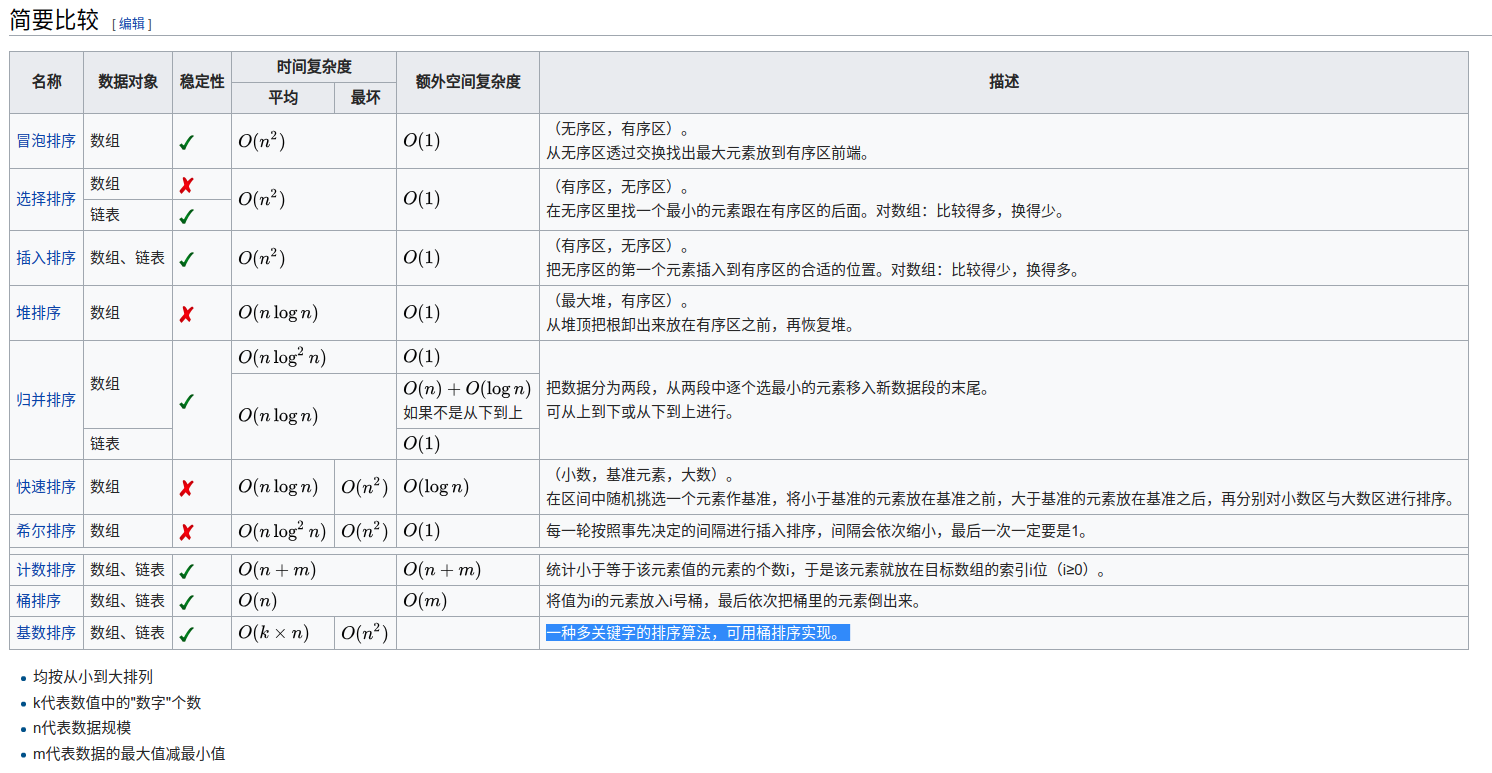 简要比较 [编辑]
名称 数据对象 稳定性 时间复杂度 额外空间复杂度 描述
平均 最坏
冒泡排序 数组 ✓ O(n²) O(1) （无序区，有序区）。
从无序区透过交换找出最大元素放到有序区前端。
选择排序 数组 ✗ O(n²) O(1) （有序区，无序区）。
链表 ✓ 在无序区里找一个最小的元素跟在有序区的后面。对数组：比较得多，换得少。
插入排序 数组、链表 ✓ O(n²) O(1) （有序区，无序区）。
把无序区的第一个元素插入到有序区的合适的位置。对数组：比较得少，换得多。
堆排序 数组 ✗ O(n log n) O(1) （最大堆，有序区）。
从堆顶把根卸出来放在有序区之前，再恢复堆。
归并排序 数组 ✓ O(n log² n) O(1) 把数据分为两段，从两段中逐个选最小的元素移入新数据段的末尾。
可从上到下或从下到上进行。
O(n log n) O(n) + O(log n)
如果不是从下到上
链表 O(1)
快速排序 数组 ✗ O(n log n) O(n²) O(log n) （小数，基准元素，大数）。
在区间中随机挑选一个元素作基准，将小于基准的元素放在基准之前，大于基准的元素放在基准之后，再分别对小数区与大数区进行排序。
希尔排序 数组 ✗ O(n log² n) O(n²) O(1) 每一轮按照事先决定的间隔进行插入排序，间隔会依次缩小，最后一次一定要是1。
计数排序 数组、链表 ✓ O(n + m) O(n + m) 统计小于等于该元素值的元素的个数i，于是该元素就放在目标数组的索引i位（i≥0）。
桶排序 数组、链表 ✓ O(n) O(m) 将值为i的元素放入i号桶，最后依次把桶里的元素倒出来。
基数排序 数组、链表 ✓ O(k × n) O(n²) 一种多关键字的排序算法，可用桶排序实现。
• 均按从小到大排列
• k代表数值中的"数字"个数
• n代表数据规模
• m代表数据的最大值减最小值